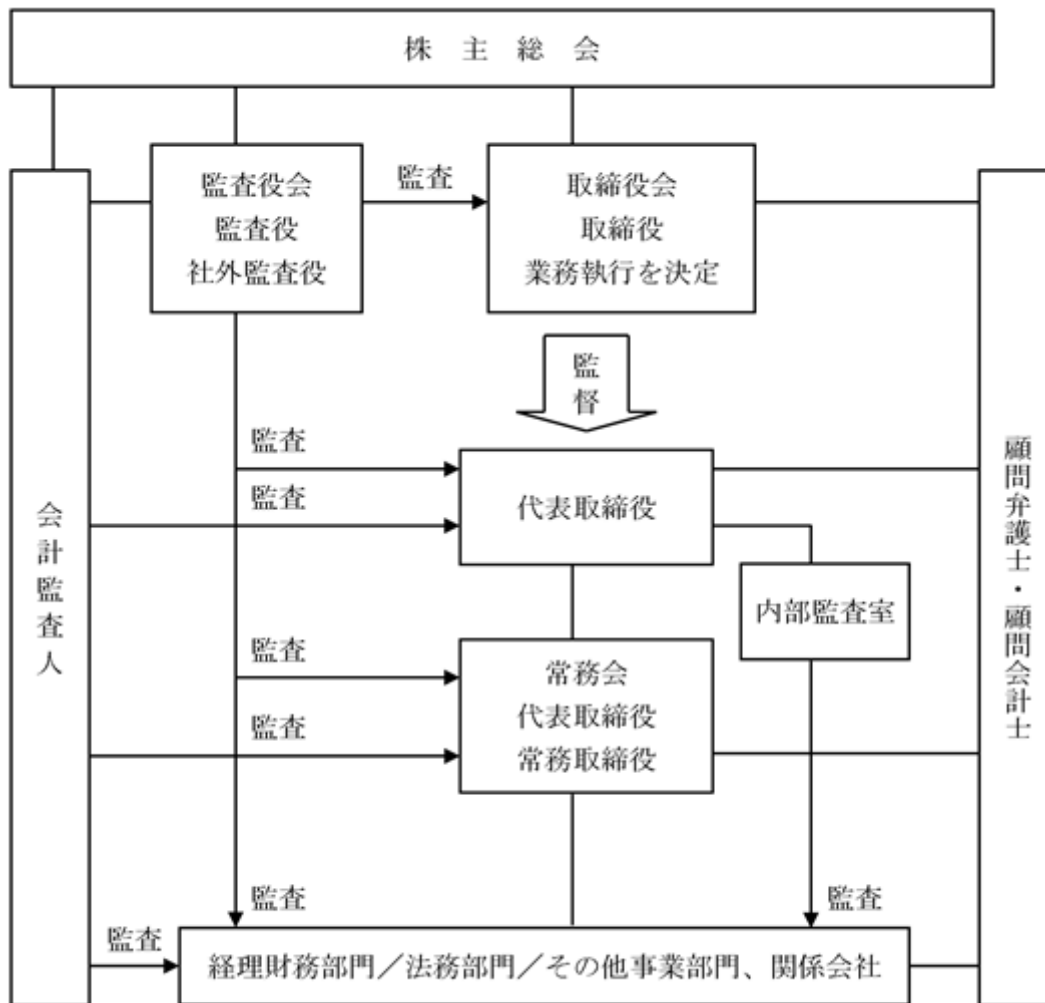 株主総会
監査役会
監査役
社外監査役
監査
取締役会
取締役
業務執行を決定
監督
監査
監査
代表取締役
内部監査室
監査
監査
常務会
代表取締役
常務取締役
会計監査人
顧問弁護士・顧問会計士
監査
監査
監査
経理財務部門／法務部門／その他事業部門、関係会社